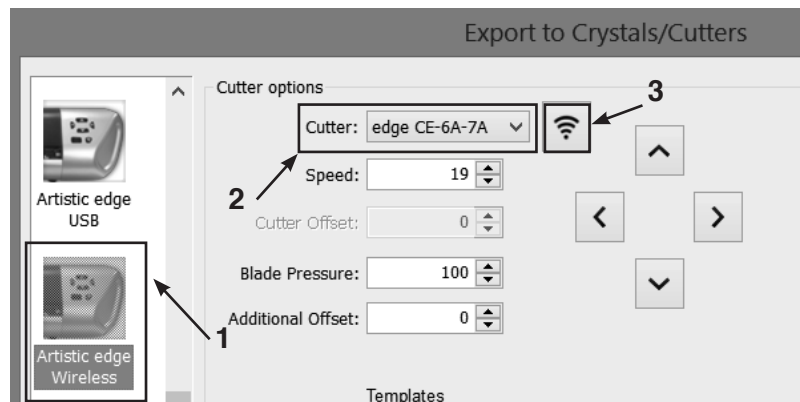 Export to Crystals/Cutters
Cutter options
3
Cutter: edge CE-6A-7A
2
Speed: 19
Artistic edge
USB
Cutter Offset: 0
Blade Pressure: 100
1
Additional Offset: 0
Artistic edge
Wireless
Templates